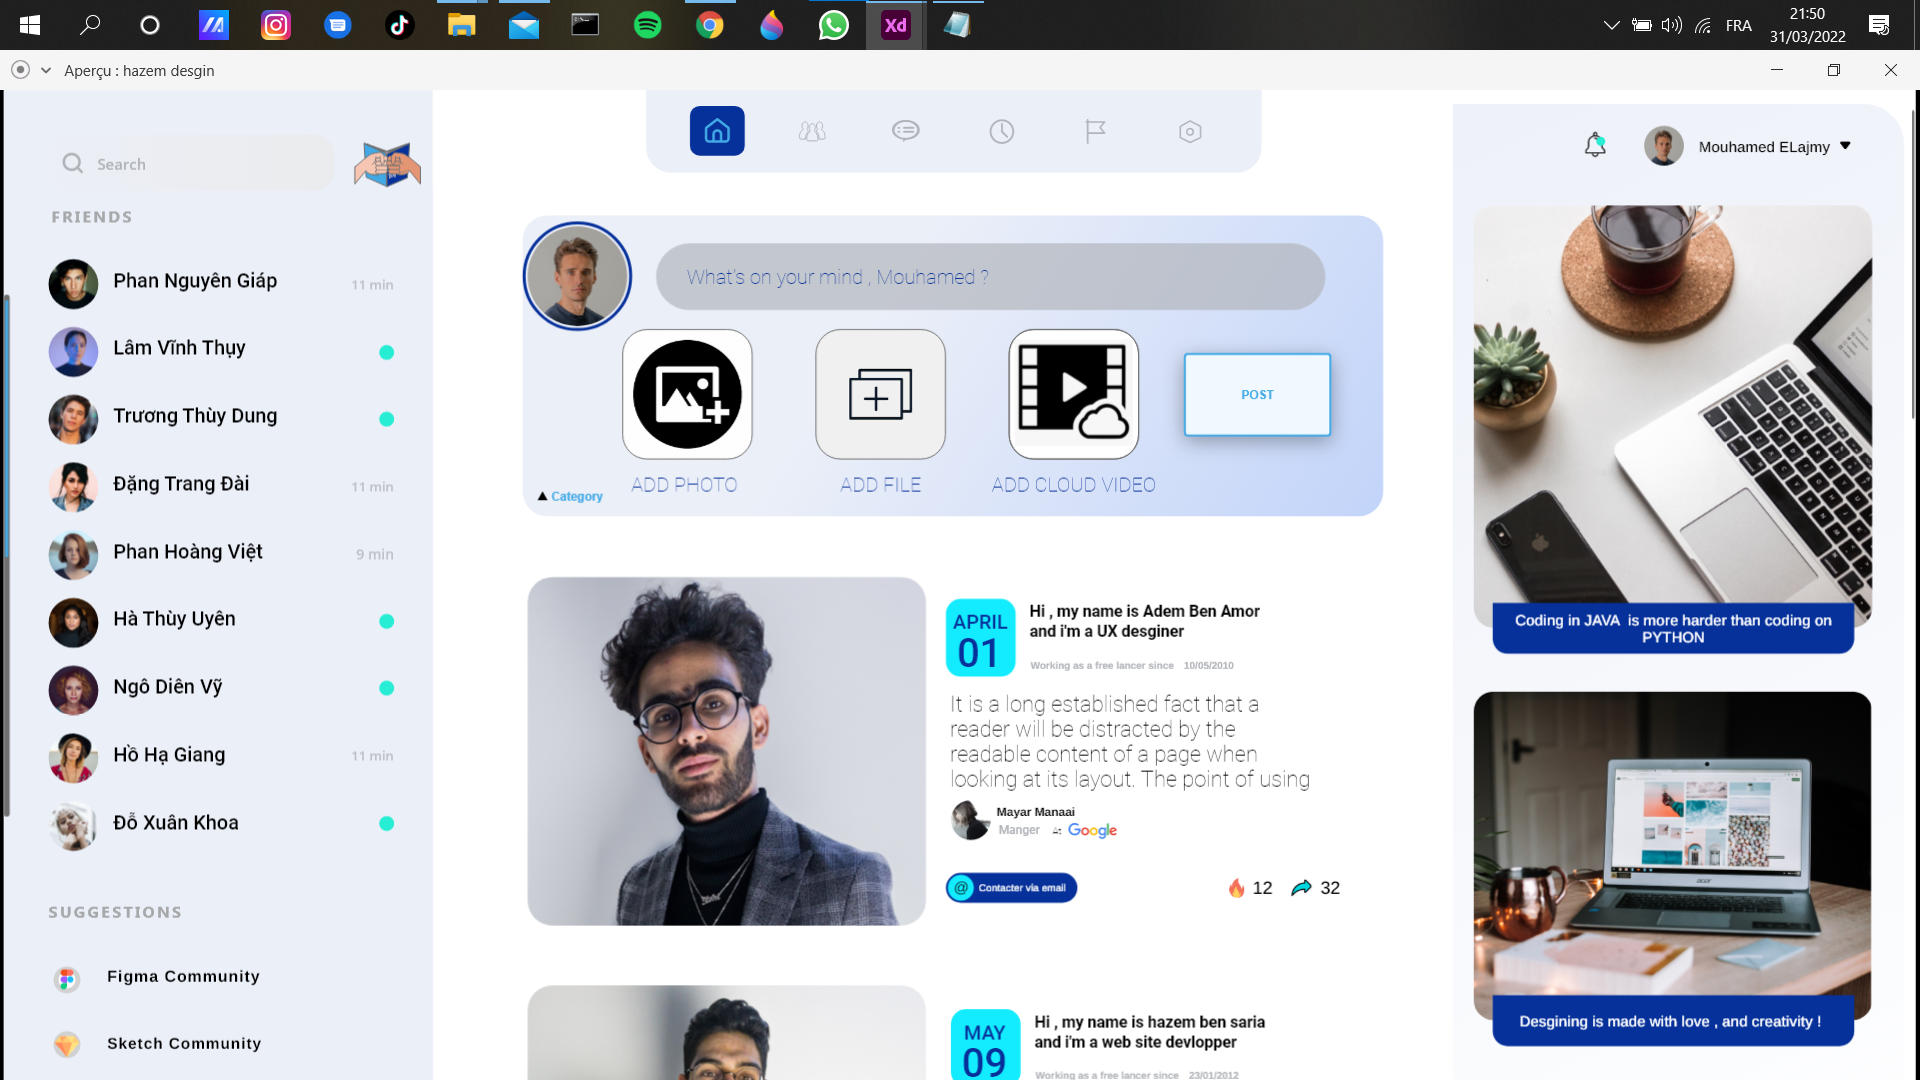 Xd
FRA
21:50
31/03/2022
Aperçu : hazem desgin
Search
FRIENDS
Phan Nguyên Giáp
11 min
Lâm Vĩnh Thụy
Trương Thùy Dung
Đặng Trang Đài
11 min
Phan Hoàng Việt
9 min
Hà Thùy Uyên
Ngô Diên Vỹ
Hồ Hạ Giang
11 min
Đỗ Xuân Khoa
SUGGESTIONS
Figma Community
Sketch Community
What's on your mind , Mouhamed ?
POST
Category
ADD PHOTO
ADD FILE
ADD CLOUD VIDEO
APRIL
01
Hi , my name is Adem Ben Amor
and i'm a UX desginer
Working as a free lancer since 10/05/2010
It is a long established fact that a
reader will be distracted by the
readable content of a page when
looking at its layout. The point of using
Mayar Manaai
Manger At Google
@ Contacter via email
12
32
MAY
09
Hi , my name is hazem ben saria
and i'm a web site devlopper
Working as a free lancer since 23/01/2012
Mouhamed ELajmy
Coding in JAVA is more harder than coding on
PYTHON
acer
Desgining is made with love , and creativity !